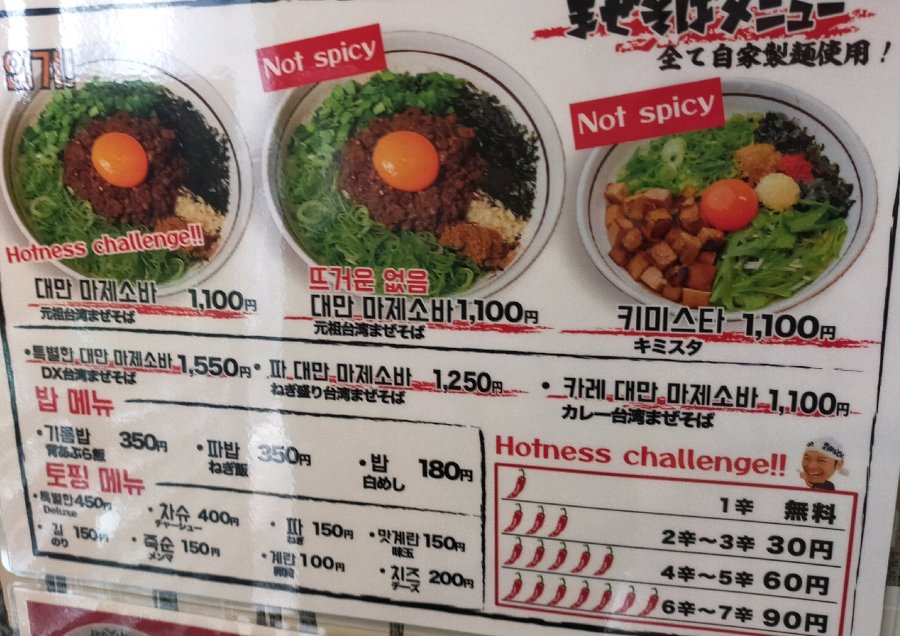 まぜそばメニュー
全て自家製麺使用！
인기!
Not spicy
Not spicy
Hotness challenge!!
대만 마제소바 1,100円
元祖台湾まぜそば
뜨거운 없음
대만 마제소바 1,100円
元祖台湾まぜそば
키미스타 1,100円
キミスタ
・특별한 대만 마제소바 1,550円
DX台湾まぜそば
・파 대만 마제소바 1,250円
ねぎ盛り台湾まぜそば
・카레 대만 마제소바 1,100円
カレー台湾まぜそば
밥 메뉴
・기름밥 350円
背あぶら飯
・파밥 350円
ねぎ飯
・밥 180円
白めし
토핑 메뉴
・특별한 450円
Deluxe
・차슈 400円
チャーシュー
・파 150円
ねぎ
・맛계란 150円
味玉
・김 150円
のり
・죽순 150円
メンマ
・계란 100円
・치즈 200円
チーズ
Hotness challenge!!
1辛 無料
2辛～3辛 30円
4辛～5辛 60円
6辛～7辛 90円